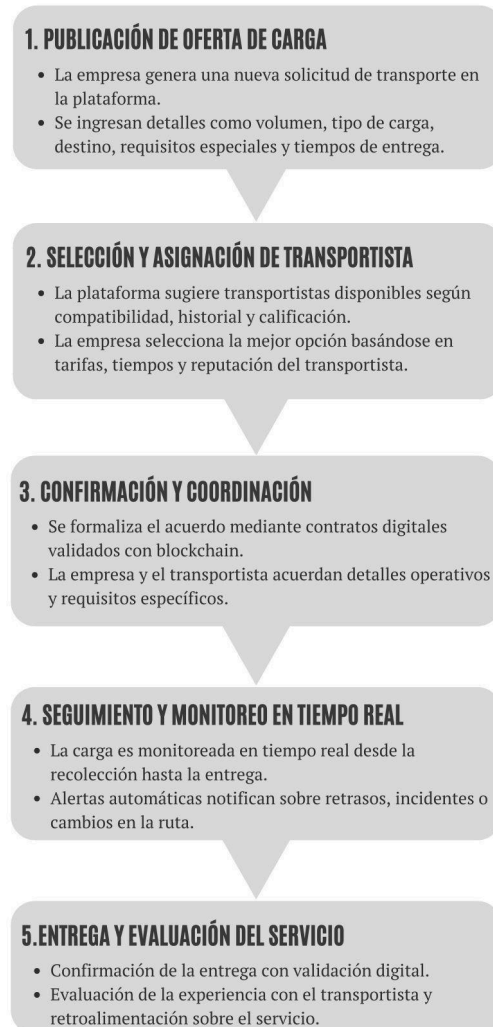 1. PUBLICACIÓN DE OFERTA DE CARGA
• La empresa genera una nueva solicitud de transporte en
la plataforma.
• Se ingresan detalles como volumen, tipo de carga,
destino, requisitos especiales y tiempos de entrega.
2. SELECCIÓN Y ASIGNACIÓN DE TRANSPORTISTA
• La plataforma sugiere transportistas disponibles según
compatibilidad, historial y calificación.
• La empresa selecciona la mejor opción basándose en
tarifas, tiempos y reputación del transportista.
3. CONFIRMACIÓN Y COORDINACIÓN
• Se formaliza el acuerdo mediante contratos digitales
validados con blockchain.
• La empresa y el transportista acuerdan detalles operativos
y requisitos específicos.
4. SEGUIMIENTO Y MONITOREO EN TIEMPO REAL
• La carga es monitoreada en tiempo real desde la
recolección hasta la entrega.
• Alertas automáticas notifican sobre retrasos, incidentes o
cambios en la ruta.
5.ENTREGA Y EVALUACIÓN DEL SERVICIO
• Confirmación de la entrega con validación digital.
• Evaluación de la experiencia con el transportista y
retroalimentación sobre el servicio.